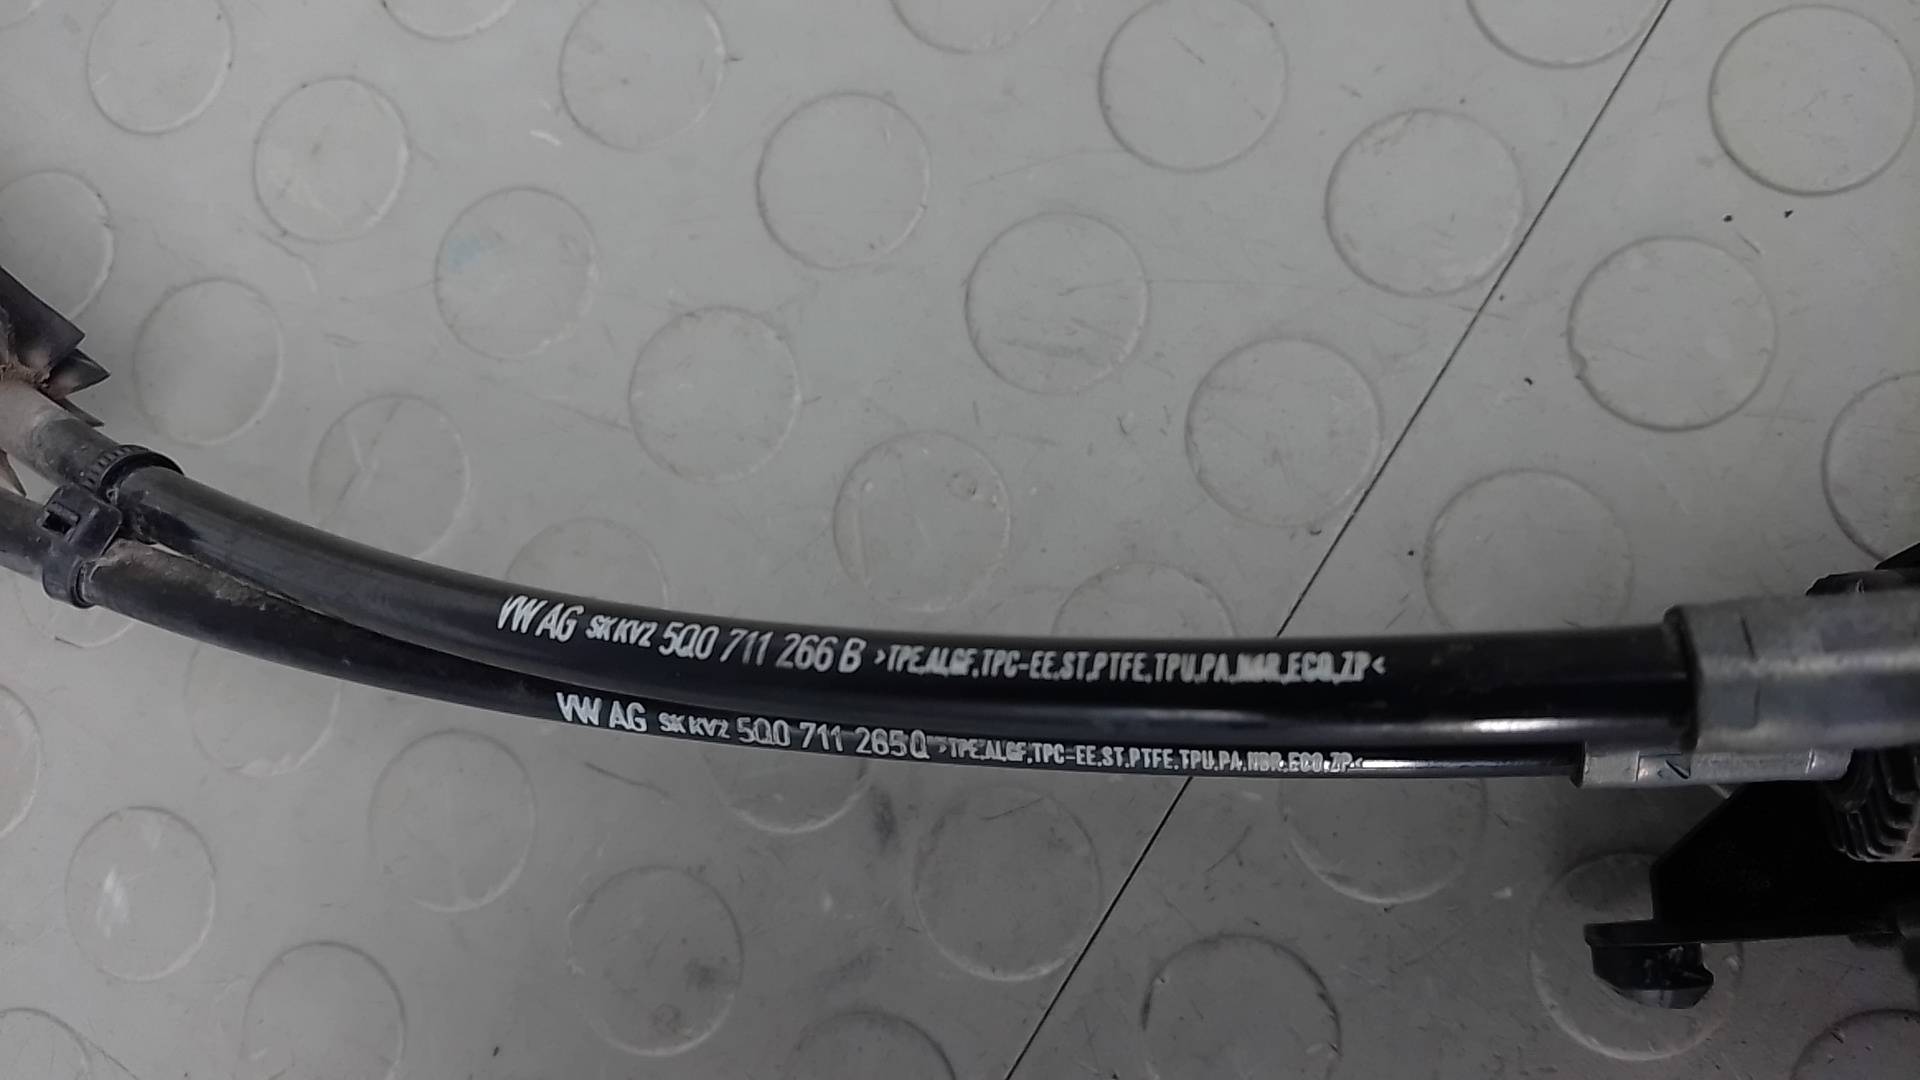 VW AG SK KVZ 5Q0 711 266 B >TPE,ALGF,TPC-EE,ST,PTFE,TPU,PA,NBR,ECO,ZP<
VW AG SK KVZ 5Q0 711 265 Q >TPE,ALGF,TPC-EE,ST,PTFE,TPU,PA,NBR,ECO,ZP<